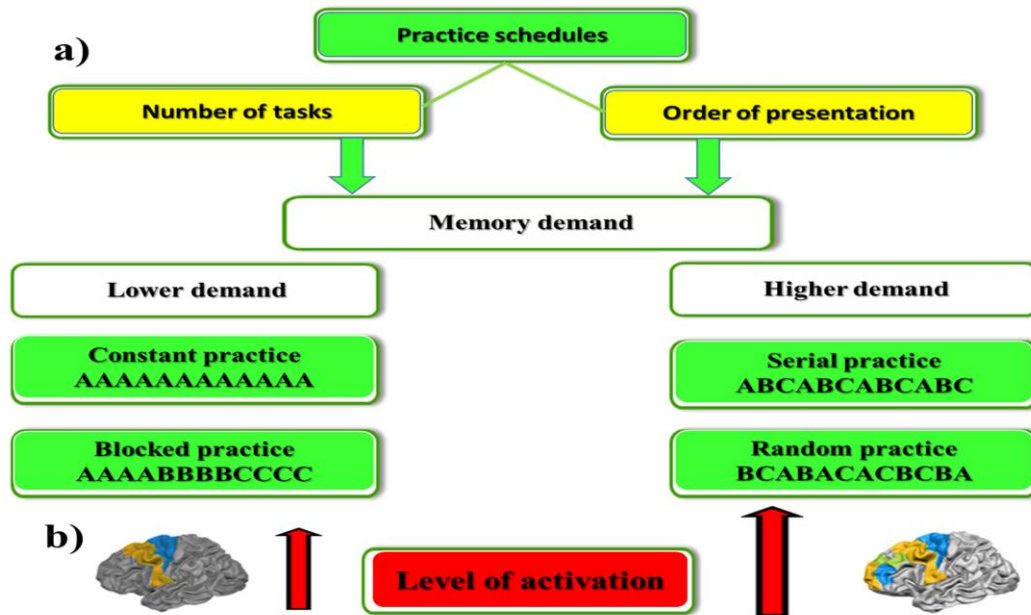 a)
Practice schedules
Number of tasks
Order of presentation
Memory demand
Lower demand
Higher demand
Constant practice
AAAAAAAAAAAA
Serial practice
ABCABCABCABC
Blocked practice
AAAABBBBCCCC
Random practice
BCABACACBCBA
b)
Level of activation